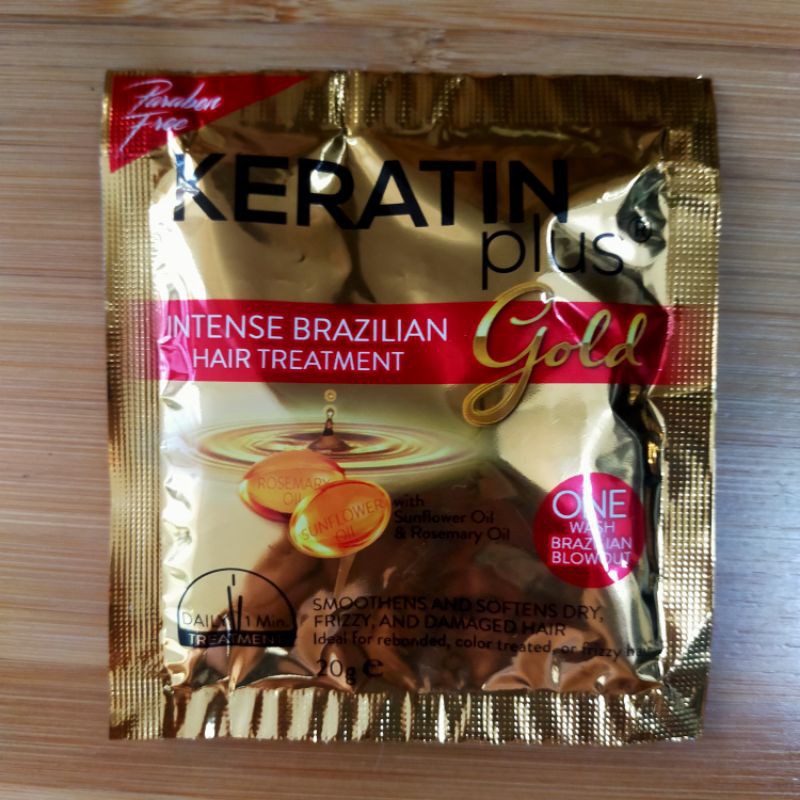 Paraben
Free
KERATIN
plus®
INTENSE BRAZILIAN
HAIR TREATMENT
Gold
ROSEMARY
OIL
SUNFLOWER
OIL
with
Sunflower Oil
& Rosemary Oil
ONE
WASH
BRAZILIAN
BLOWOUT
DAILY 1 Min.
TREATMENT
SMOOTHENS AND SOFTENS DRY,
FRIZZY, AND DAMAGED HAIR
Ideal for rebonded, color treated, or frizzy hair
20g ℮